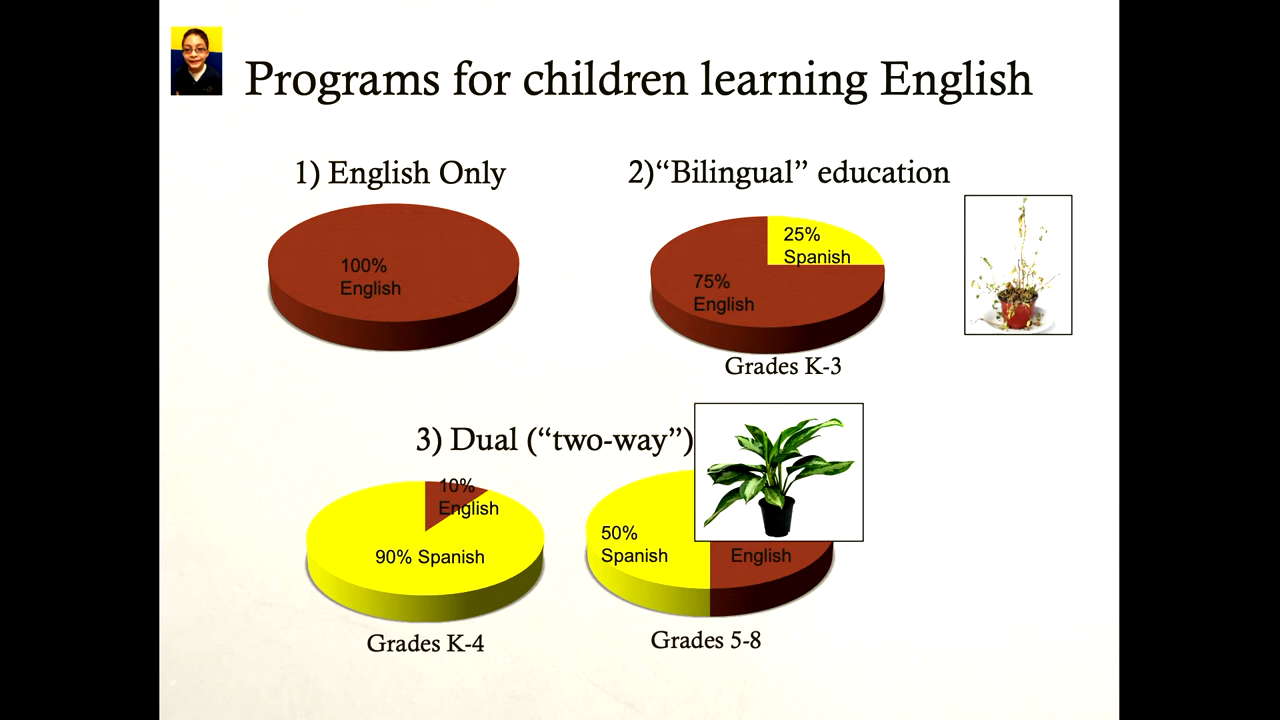 Programs for children learning English
1) English Only
2)“Bilingual” education
100%
English
25%
Spanish
75%
English
Grades K-3
3) Dual (“two-way”)
10%
English
90% Spanish
50%
Spanish
English
Grades K-4
Grades 5-8